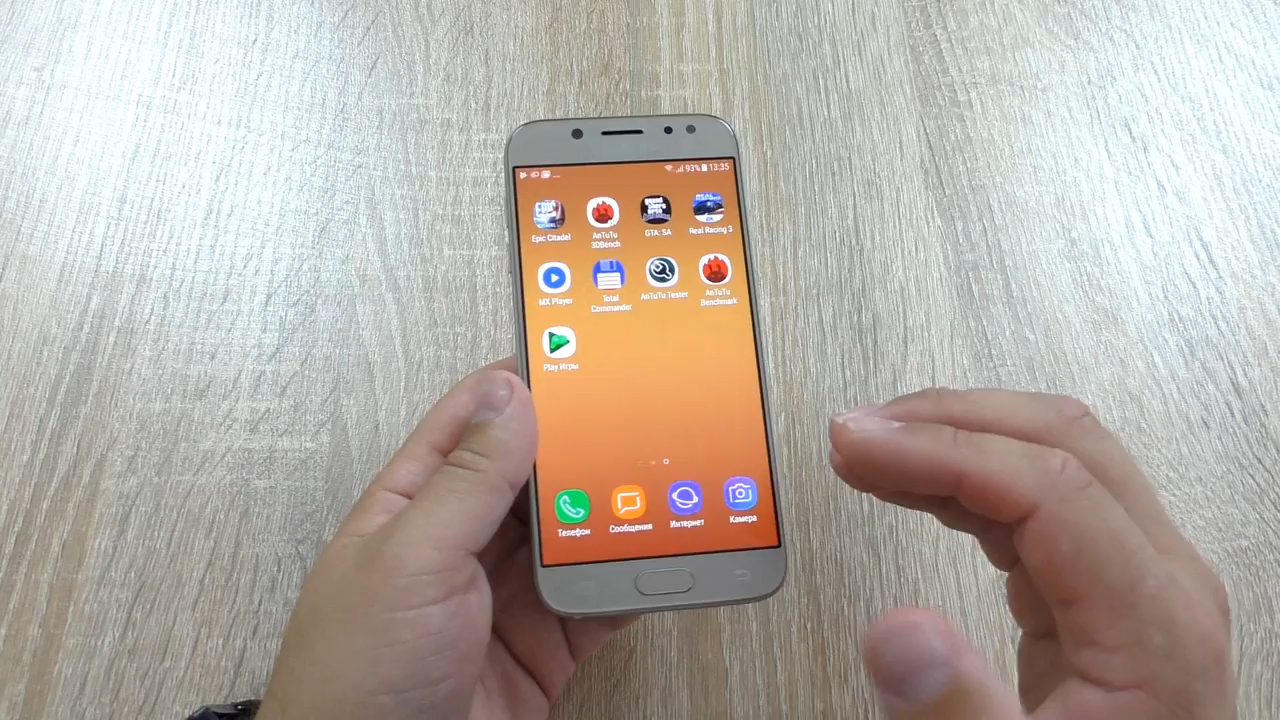 93% 13:35
Epic Citadel
AnTuTu
3DBench
GTA: SA
Real Racing 3
MX Player
Total
Commander
AnTuTu Tester
AnTuTu
Benchmark
Play Игры
Телефон
Сообщения
Интернет
Камера